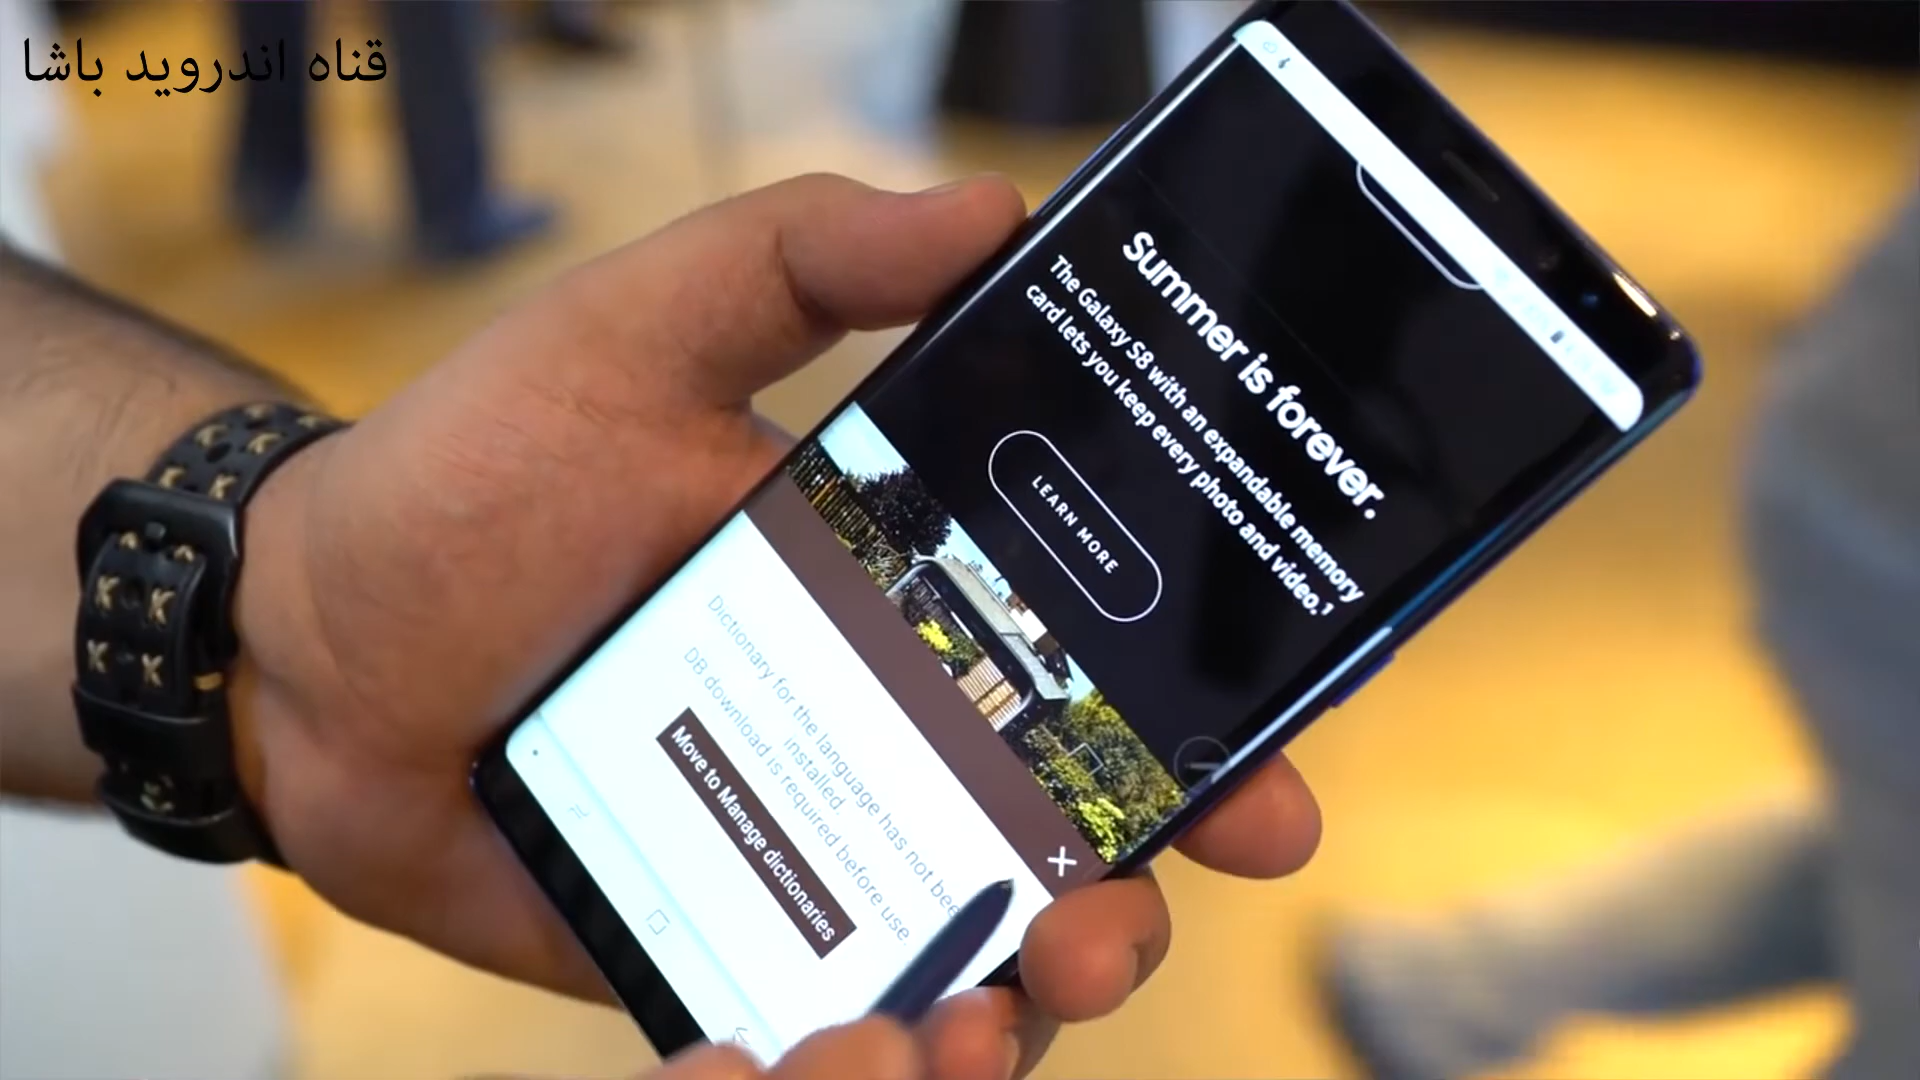 قناه اندرويد باشا
Summer is forever.
The Galaxy S8 with an expandable memory
card lets you keep every photo and video.¹
LEARN MORE
Dictionary for the language has not bee
installed.
DB download is required before use.
Move to Manage dictionaries